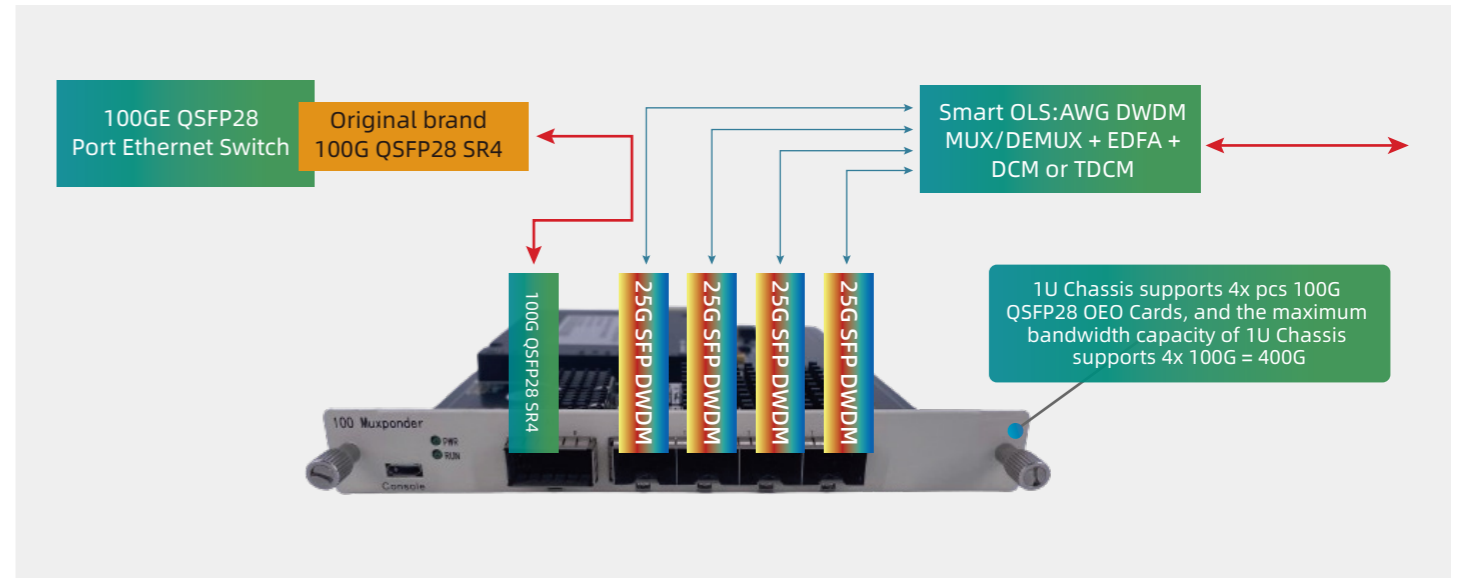 100GE QSFP28
Port Ethernet Switch
Original brand
100G QSFP28 SR4
Smart OLS:AWG DWDM
MUX/DEMUX + EDFA +
DCM or TDCM
100G QSFP28 SR4
25G SFP DWDM
25G SFP DWDM
25G SFP DWDM
25G SFP DWDM
1U Chassis supports 4x pcs 100G
QSFP28 OEO Cards, and the maximum
bandwidth capacity of 1U Chassis
supports 4x 100G = 400G
100 Muxponder
PWR
RUN
Console